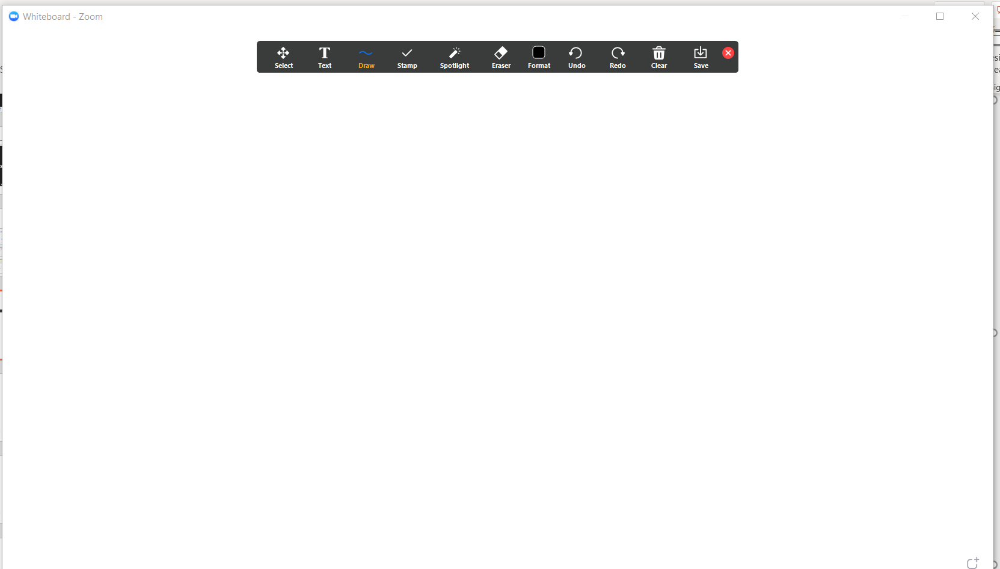 Whiteboard - Zoom
Select Text Draw Stamp Spotlight Eraser Format Undo Redo Clear Save